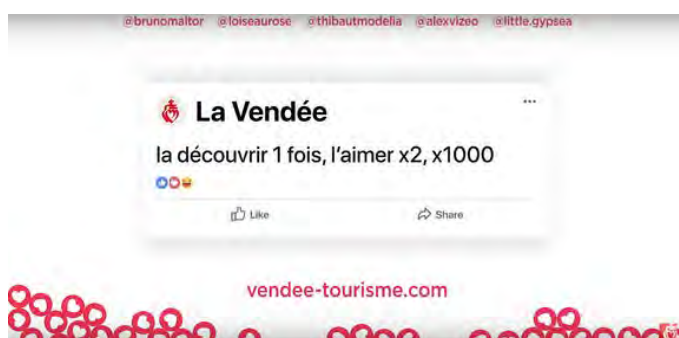 @brunomaltor @loiseaurose @thibautmodelia @alexvizeo @little.gypsea
La Vendée
la découvrir 1 fois, l'aimer x2, x1000
Like Share
vendee-tourisme.com